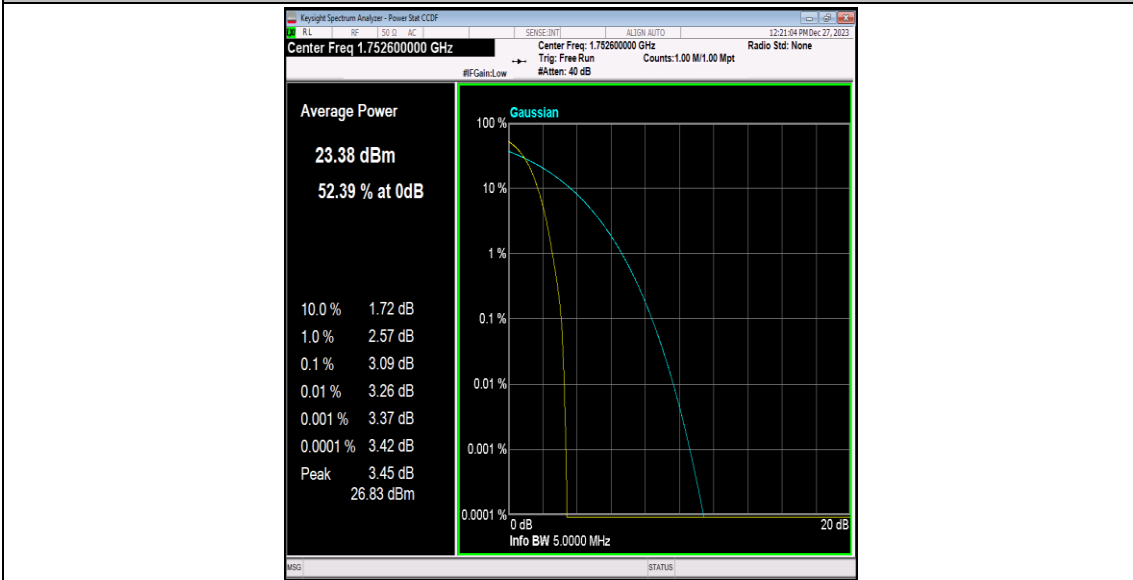 Keysight Spectrum Analyzer - Power Stat CCDF
LXI RL RF 50 Ω AC SENSE:INT ALIGN AUTO 12:21:04 PM Dec 27, 2023
Center Freq 1.752600000 GHz Center Freq: 1.752600000 GHz Radio Std: None
Trig: Free Run Counts:1.00 M/1.00 Mpt
#IFGain:Low #Atten: 40 dB
Average Power
23.38 dBm
52.39 % at 0dB
10.0 % 1.72 dB
1.0 % 2.57 dB
0.1 % 3.09 dB
0.01 % 3.26 dB
0.001 % 3.37 dB
0.0001 % 3.42 dB
Peak 3.45 dB
26.83 dBm
Gaussian
100 %
10 %
1 %
0.1 %
0.01 %
0.001 %
0.0001 %
0 dB 20 dB
Info BW 5.0000 MHz
MSG STATUS